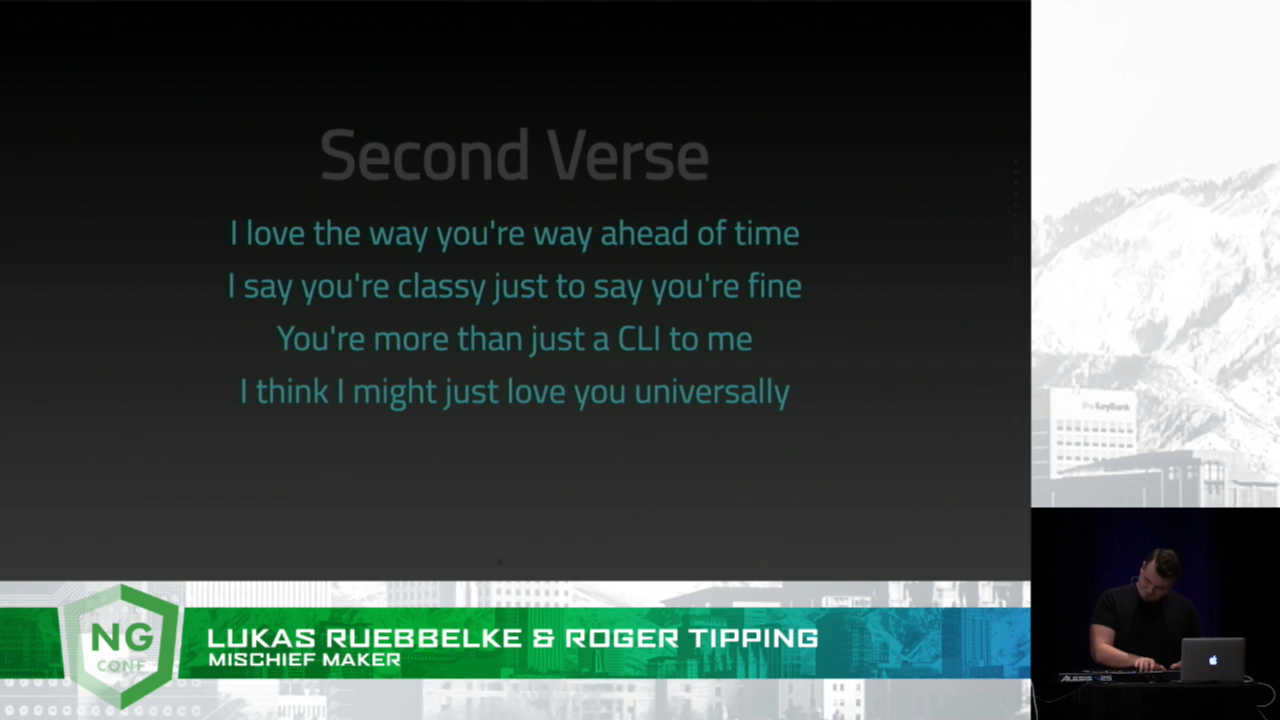 Second Verse
I love the way you're way ahead of time
I say you're classy just to say you're fine
You're more than just a CLI to me
I think I might just love you universally
KeyBank
NG
CONF
LUKAS RUEBBELKE & ROGER TIPPING
MISCHIEF MAKER
ALESIS V25